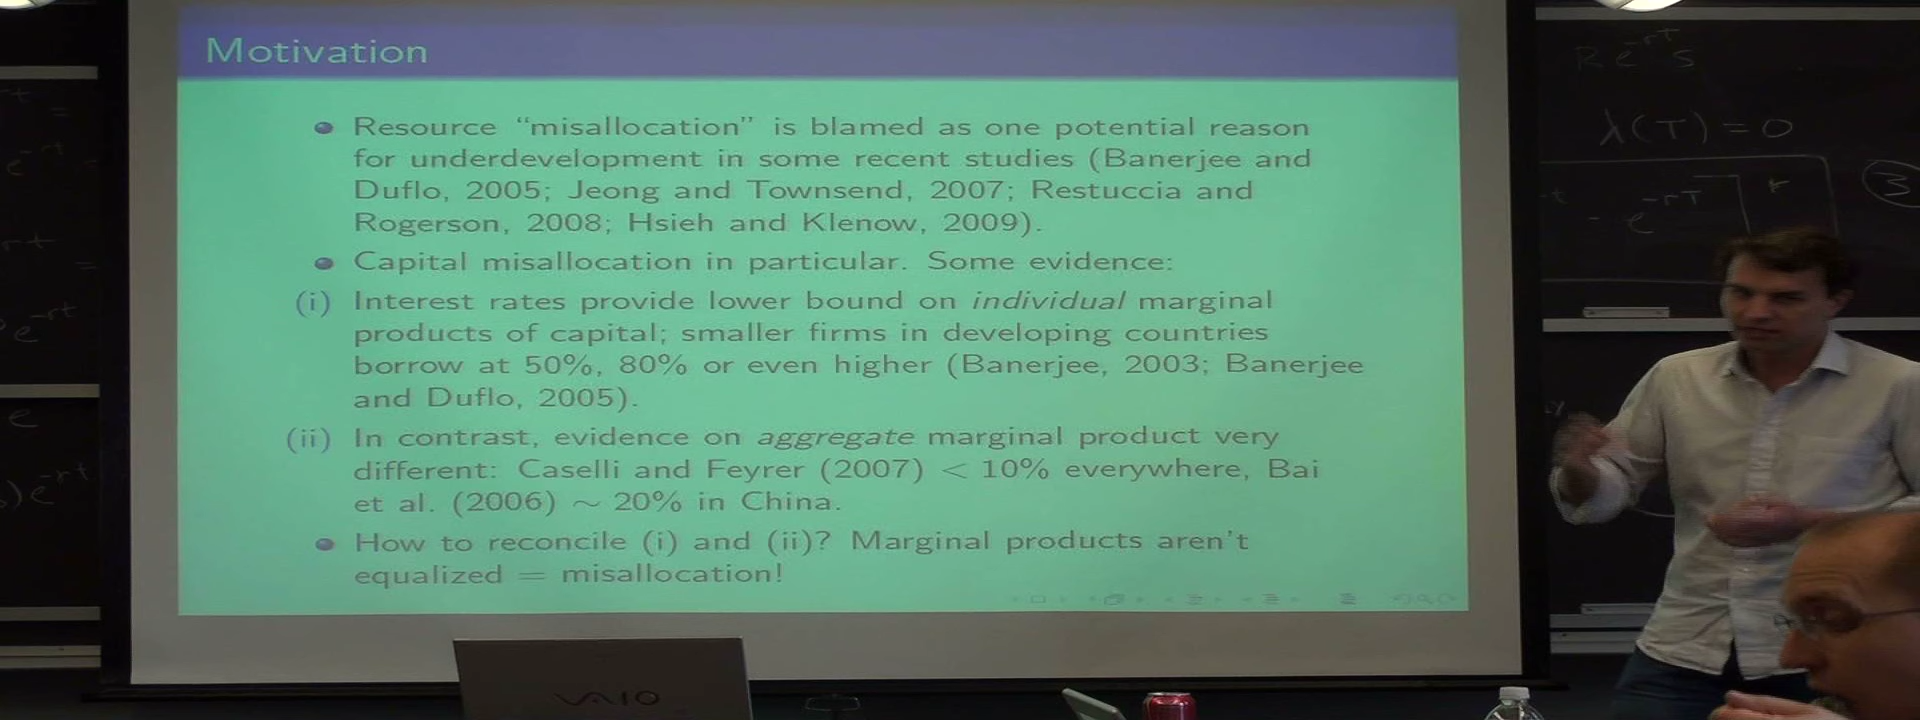 Motivation
Resource “misallocation” is blamed as one potential reason
for underdevelopment in some recent studies (Banerjee and
Duflo, 2005; Jeong and Townsend, 2007; Restuccia and
Rogerson, 2008; Hsieh and Klenow, 2009).
Capital misallocation in particular. Some evidence:
(i) Interest rates provide lower bound on individual marginal
products of capital; smaller firms in developing countries
borrow at 50%, 80% or even higher (Banerjee, 2003; Banerjee
and Duflo, 2005).
(ii) In contrast, evidence on aggregate marginal product very
different: Caselli and Feyrer (2007) < 10% everywhere, Bai
et al. (2006) ∼ 20% in China.
How to reconcile (i) and (ii)? Marginal products aren't
equalized = misallocation!
VAIO
λ(T) = 0
- e^-rT
r
3